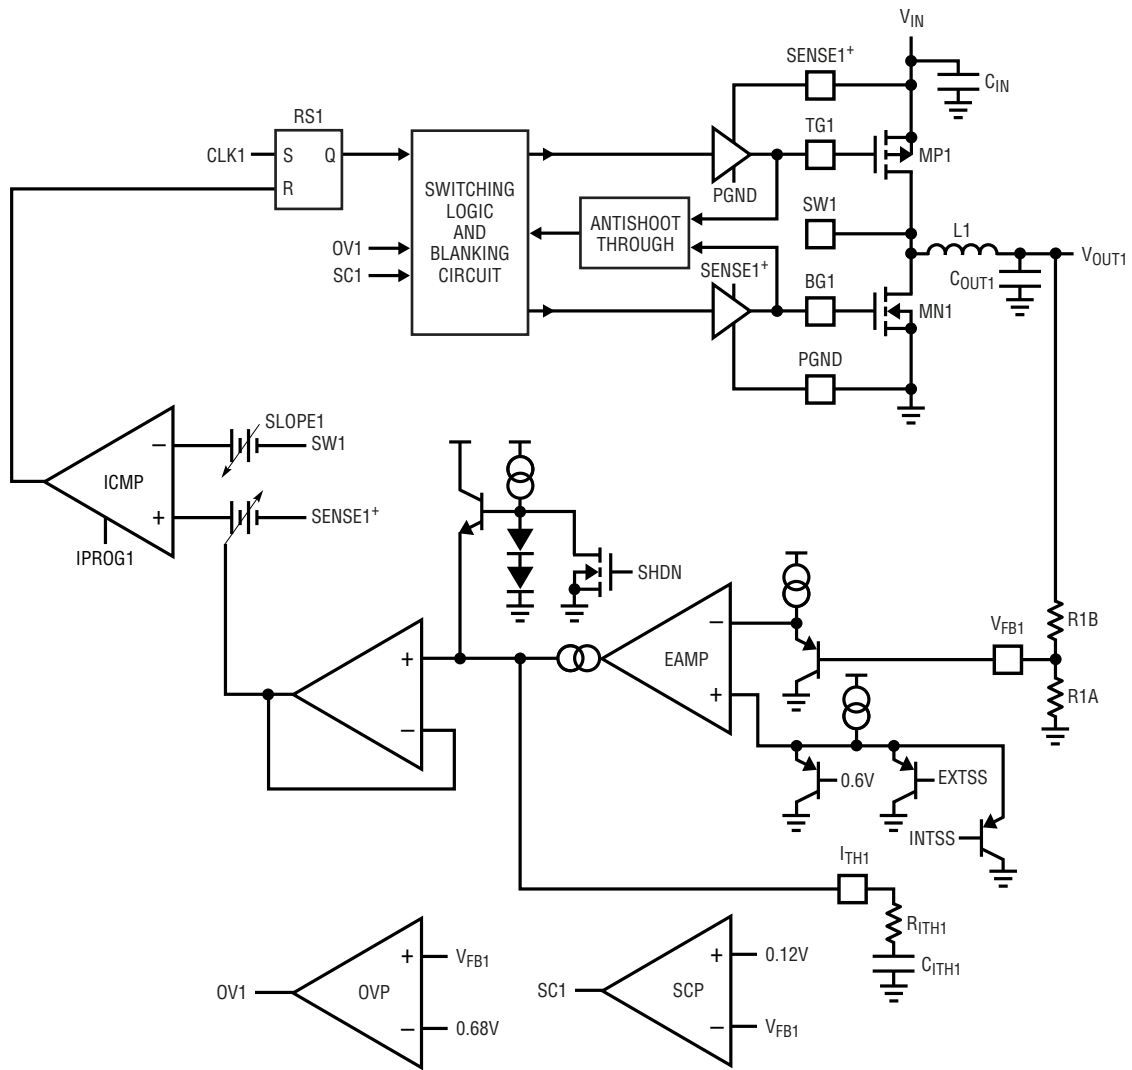 V_IN
SENSE1⁺
C_IN
RS1
TG1
CLK1
S Q
R
MP1
PGND
SWITCHING
LOGIC
AND
BLANKING
CIRCUIT
ANTISHOOT
THROUGH
SW1
L1
OV1
SC1
V_OUT1
SENSE1⁺
BG1
C_OUT1
MN1
PGND
SLOPE1
– SW1
ICMP
+ SENSE1⁺
IPROG1
SHDN
–
V_FB1
R1B
+
EAMP
+
R1A
–
0.6V
EXTSS
INTSS
I_TH1
R_ITH1
C_ITH1
+ V_FB1
OV1
OVP
– 0.68V
+ 0.12V
SC1
SCP
– V_FB1